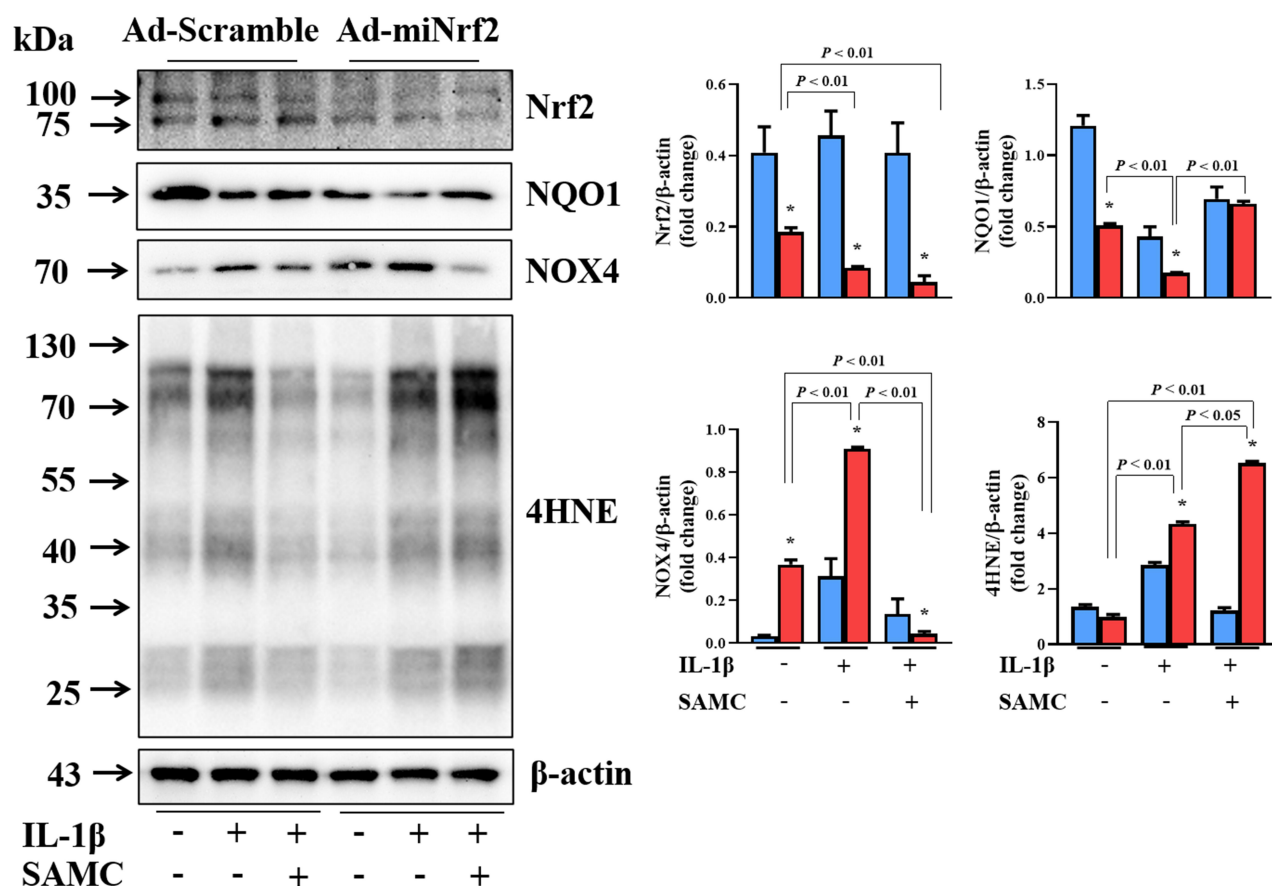 kDa
Ad-Scramble Ad-miNrf2
100
75
Nrf2
35
NQO1
70
NOX4
130
70
55
40
35
25
4HNE
43
β-actin
IL-1β - + + - + +
SAMC - - + - - +
P < 0.01
P < 0.01
Nrf2/β-actin
(fold change)
0.6
0.4
0.2
0.0
*
*
*
NQO1/β-actin
(fold change)
1.5
1.0
0.5
0.0
P < 0.01
P < 0.01
*
*
NOX4/β-actin
(fold change)
1.0
0.8
0.6
0.4
0.2
0.0
P < 0.01
P < 0.01
P < 0.01
*
*
*
IL-1β - + +
SAMC - - +
4HNE/β-actin
(fold change)
8
6
4
2
0
P < 0.01
P < 0.05
P < 0.01
*
*
- + +
- - +